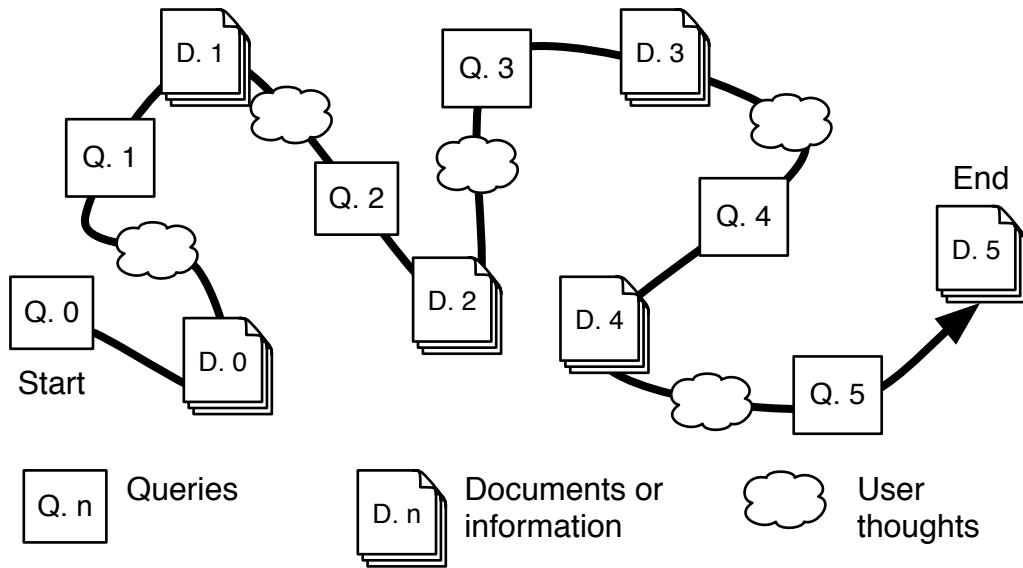 D. 1
Q. 3
D. 3
Q. 1
Q. 2
Q. 4
End
D. 5
Q. 0
D. 2
D. 4
D. 0
Start
Q. 5
Q. n
Queries
D. n
Documents or
information
User
thoughts